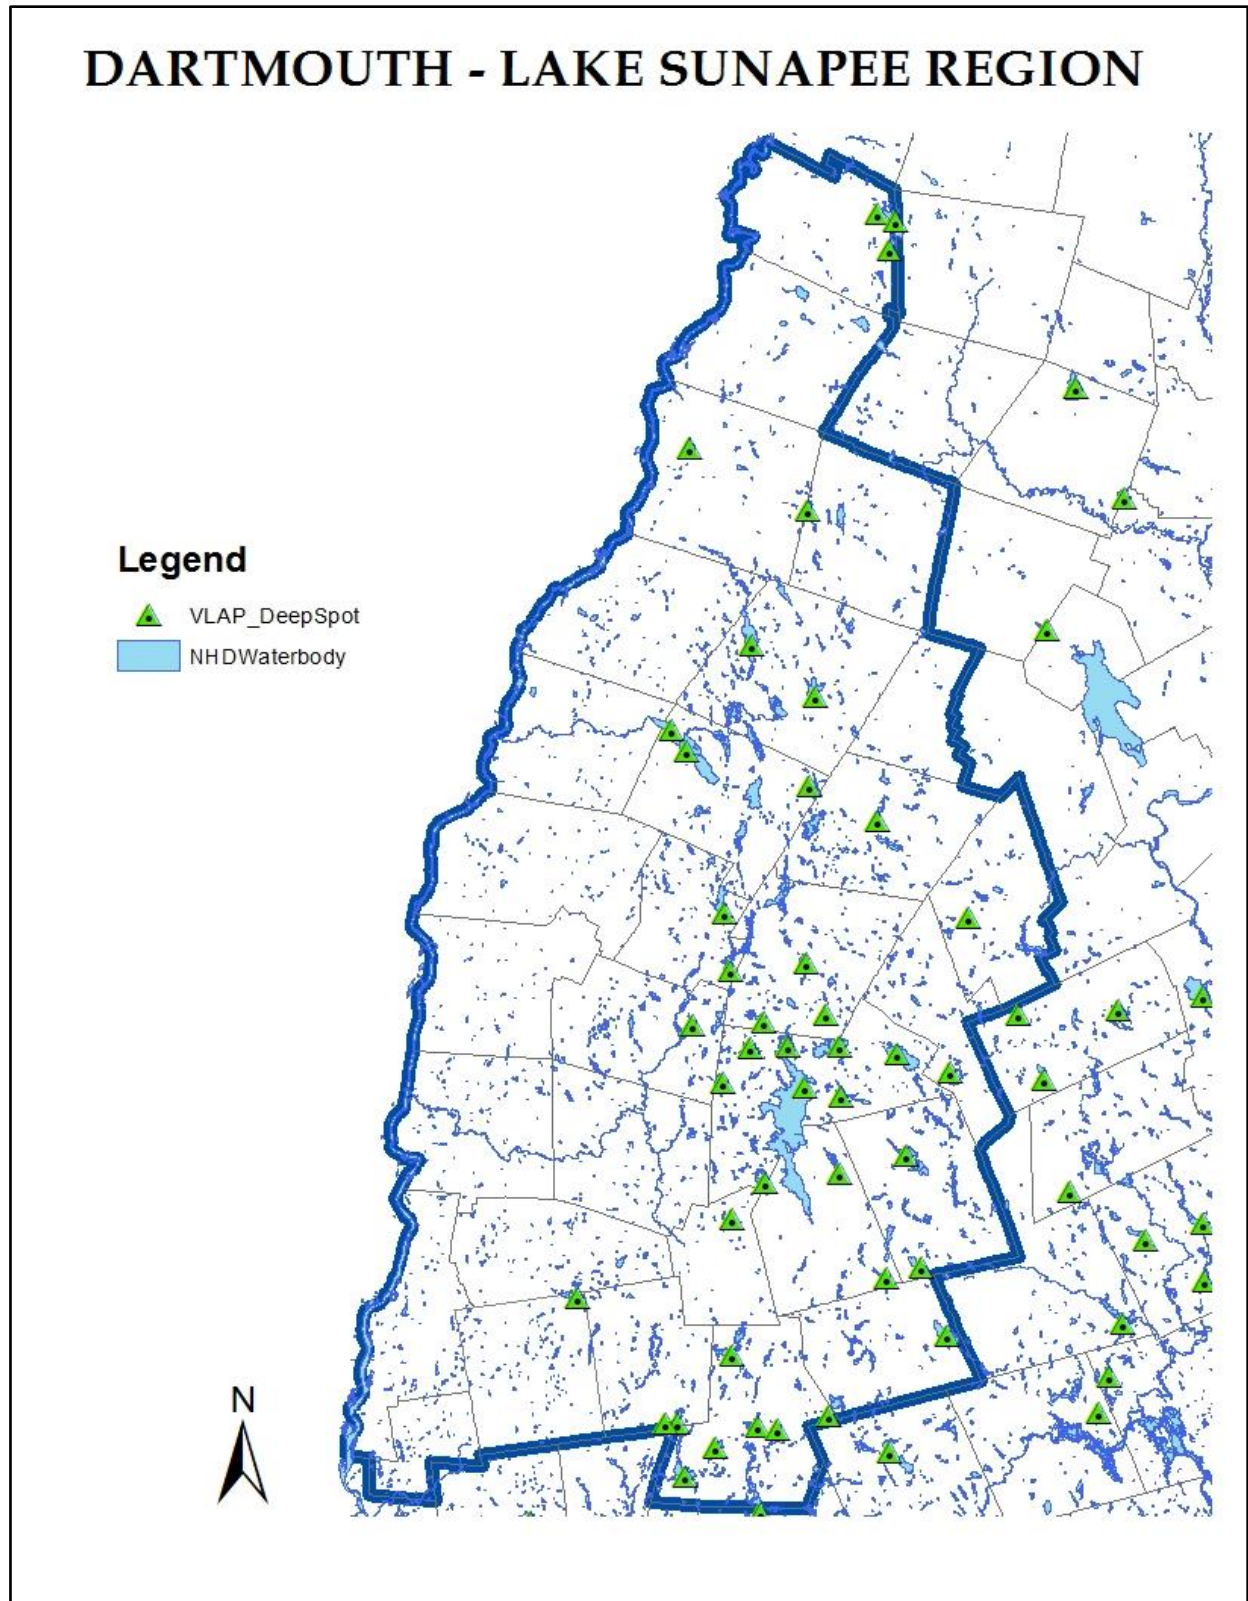 DARTMOUTH - LAKE SUNAPEE REGION
Legend
VLAP_DeepSpot
NHDWaterbody
N